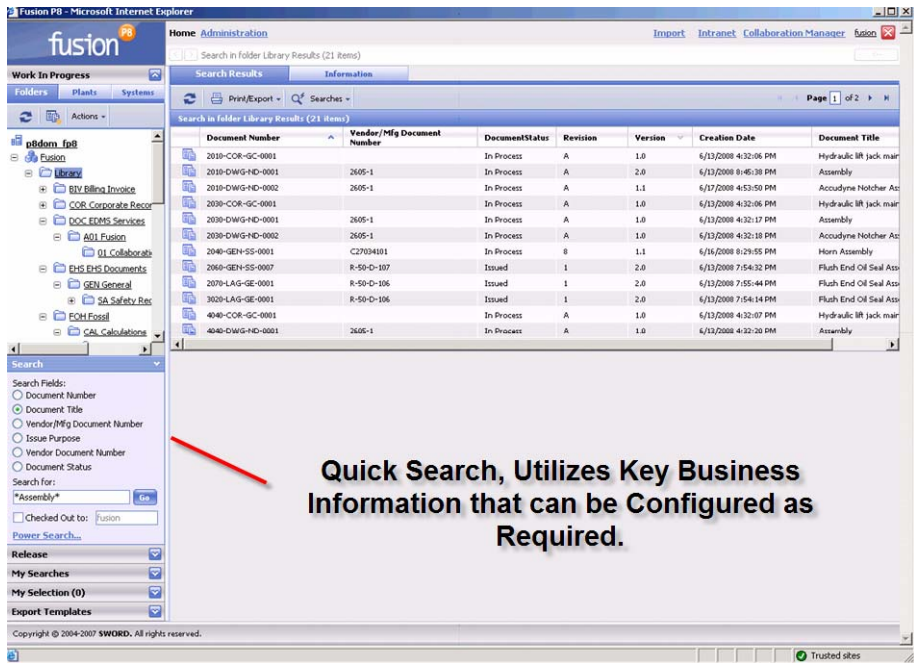 Fusion P8 - Microsoft Internet Explorer
fusion P8
Home Administration
Import Intranet Collaboration Manager fusion
Search in folder Library Results (21 items)
Work In Progress
Search Results Information
Folders Plants Systems
Print/Export Searches Page 1 of 2
Actions
Search in folder Library Results (21 items)
p8dom_fp8
Fusion
Library
BIV Billing Invoice
COR Corporate Recor
DOC EDMS Services
A01 Fusion
01 Collaborati
EHS EHS Documents
GEN General
SA Safety Rec
FOH Fossil
CAL Calculations
Document Number Vendor/Mfg Document Number DocumentStatus Revision Version Creation Date Document Title
2010-COR-GC-0001 In Process A 1.0 6/13/2008 4:32:06 PM Hydraulic lift jack main
2010-DWG-ND-0001 2605-1 In Process A 2.0 6/13/2008 8:45:38 PM Assembly
2010-DWG-ND-0002 2605-1 In Process A 1.1 6/17/2008 4:53:50 PM Accudyne Notcher As
2030-COR-GC-0001 In Process A 1.0 6/13/2008 4:32:06 PM Hydraulic lift jack main
2030-DWG-ND-0001 2605-1 In Process A 1.0 6/13/2008 4:32:17 PM Assembly
2030-DWG-ND-0002 2605-1 In Process A 1.0 6/13/2008 4:32:18 PM Accudyne Notcher As
2040-GEN-SS-0001 C27034101 In Process 8 1.1 6/16/2008 8:29:55 PM Horn Assembly
2060-GEN-SS-0007 R-50-D-107 Issued 1 2.0 6/13/2008 7:54:32 PM Flush End Oil Seal Ass
2070-LAG-GE-0001 R-50-D-106 Issued 1 2.0 6/13/2008 7:55:44 PM Flush End Oil Seal Ass
3020-LAG-GE-0001 R-50-D-106 Issued 1 2.0 6/13/2008 7:54:14 PM Flush End Oil Seal Ass
4040-COR-GC-0001 In Process A 1.0 6/13/2008 4:32:07 PM Hydraulic lift jack main
4040-DWG-ND-0001 2605-1 In Process A 1.0 6/13/2008 4:32:20 PM Assembly
Search
Search Fields:
Document Number
Document Title
Vendor/Mfg Document Number
Issue Purpose
Vendor Document Number
Document Status
Search for:
*Assembly* Go
Checked Out to: fusion
Power Search...
Release
My Searches
My Selection (0)
Export Templates
Quick Search, Utilizes Key Business
Information that can be Configured as
Required.
Copyright @ 2004-2007 SWORD. All rights reserved.
Trusted sites